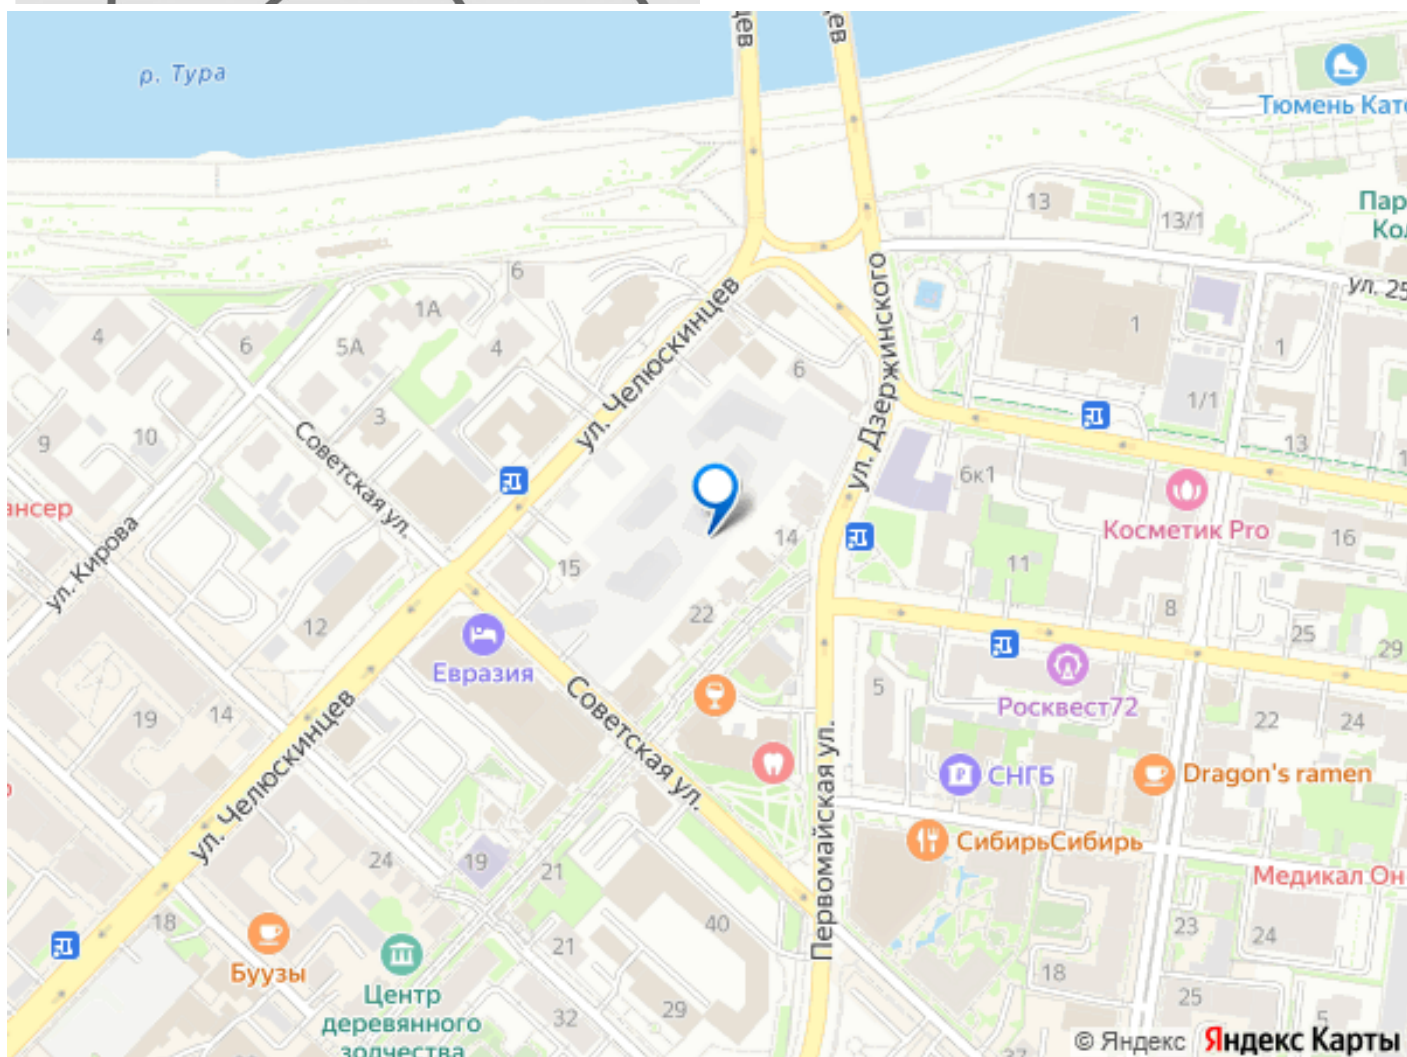 р. Тура
Тюмень Кат
ул. Челюскинцев
ул. Дзержинского
13
13/1
ул. 25
6
1А
4
6
5А
4
3
6
1
1
1/1
9
10
Советская ул.
13
6к1
ансер
Косметик Pro
16
ул. Кирова
15
14
11
12
22
8
25
29
Евразия
5
Росквест72
19
14
22
24
Советская ул.
СНГБ
Dragon's ramen
ул. Челюскинцев
Первомайская ул.
СибирьСибирь
24
19
21
Медикал Он
18
40
23
24
21
Буузы
18
Центр
деревянного
зодчества
29
25
32
5
© Яндекс Яндекс Карты